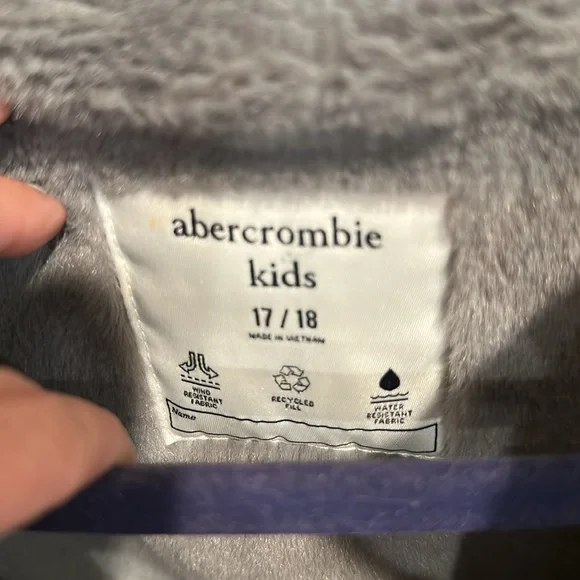 abercrombie
kids
17 / 18
MADE IN VIETNAM
WIND
RESISTANT
FABRIC
RECYCLED
FILL
WATER
RESISTANT
FABRIC
Name